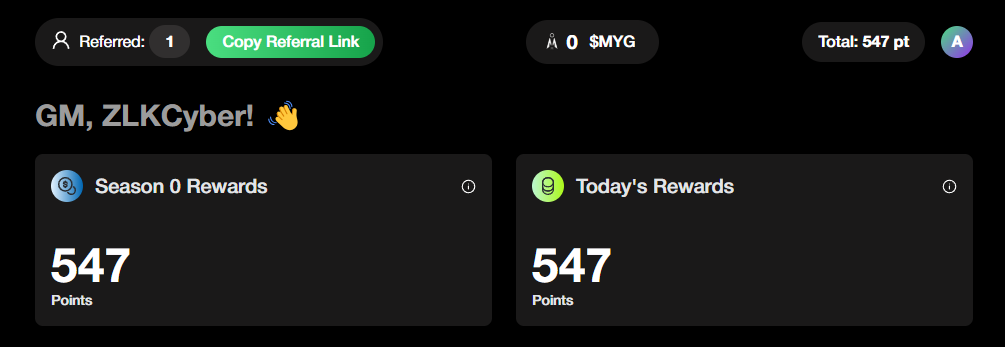 Referred: 1 Copy Referral Link 0 $MYG Total: 547 pt A
GM, ZLKCyber!
Season 0 Rewards
547
Points
Today's Rewards
547
Points